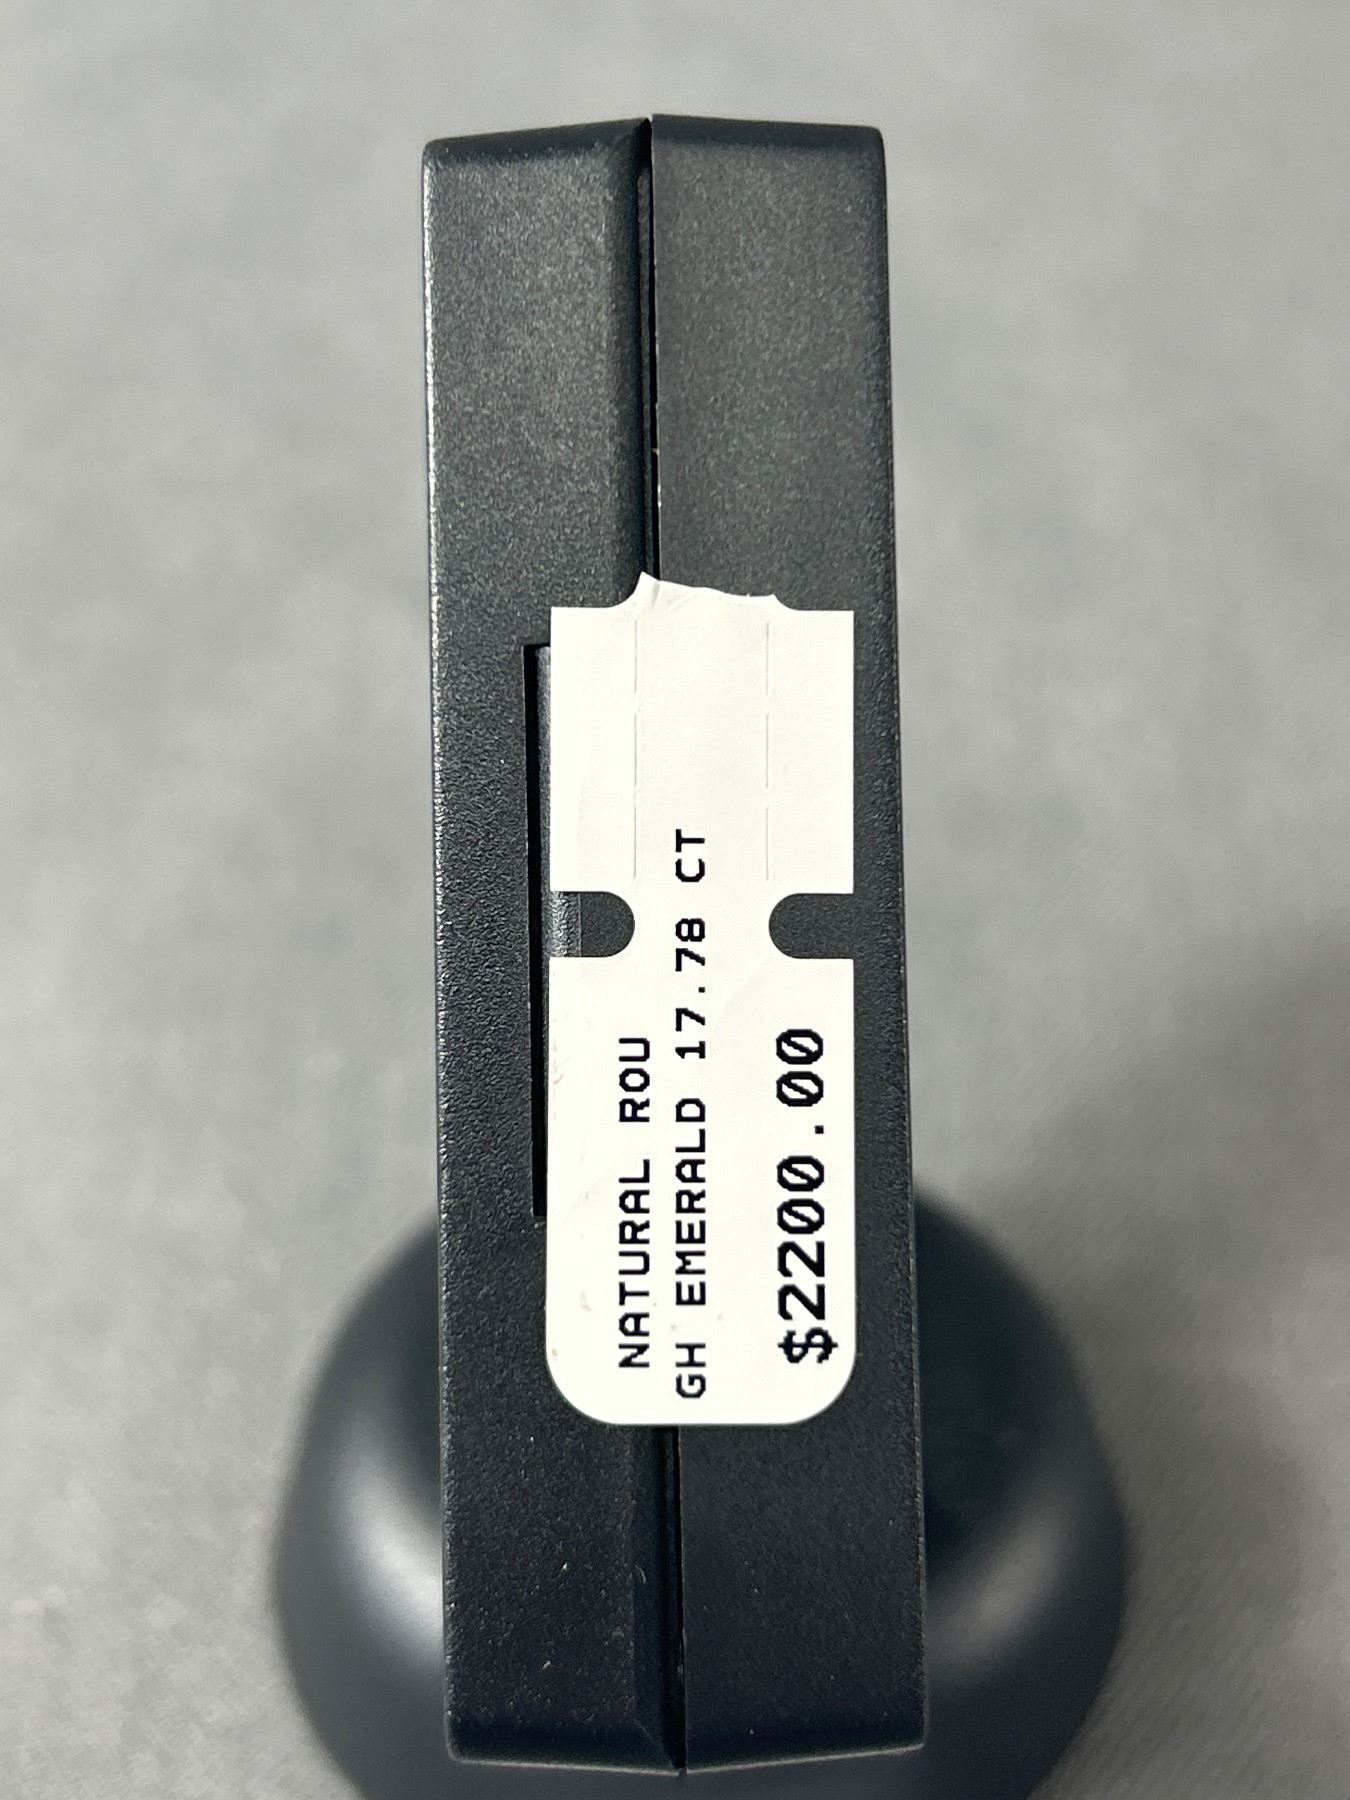 NATURAL ROU
GH EMERALD 17.78 CT
$2200.00